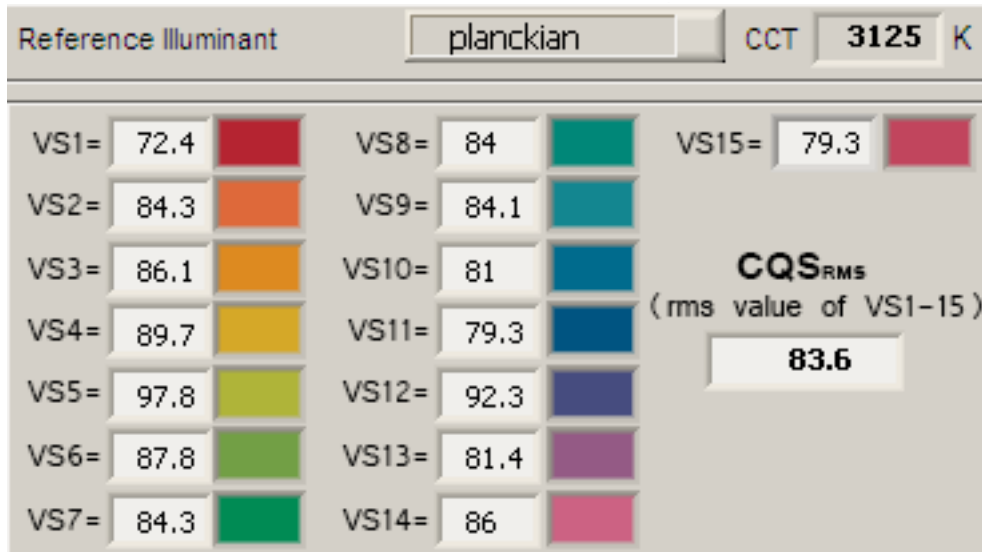 Reference Illuminant planckian CCT 3125 K
VS1= 72.4 VS8= 84 VS15= 79.3
VS2= 84.3 VS9= 84.1
VS3= 86.1 VS10= 81
VS4= 89.7 VS11= 79.3
VS5= 97.8 VS12= 92.3
VS6= 87.8 VS13= 81.4
VS7= 84.3 VS14= 86
CQSRMS
(rms value of VS1-15)
83.6